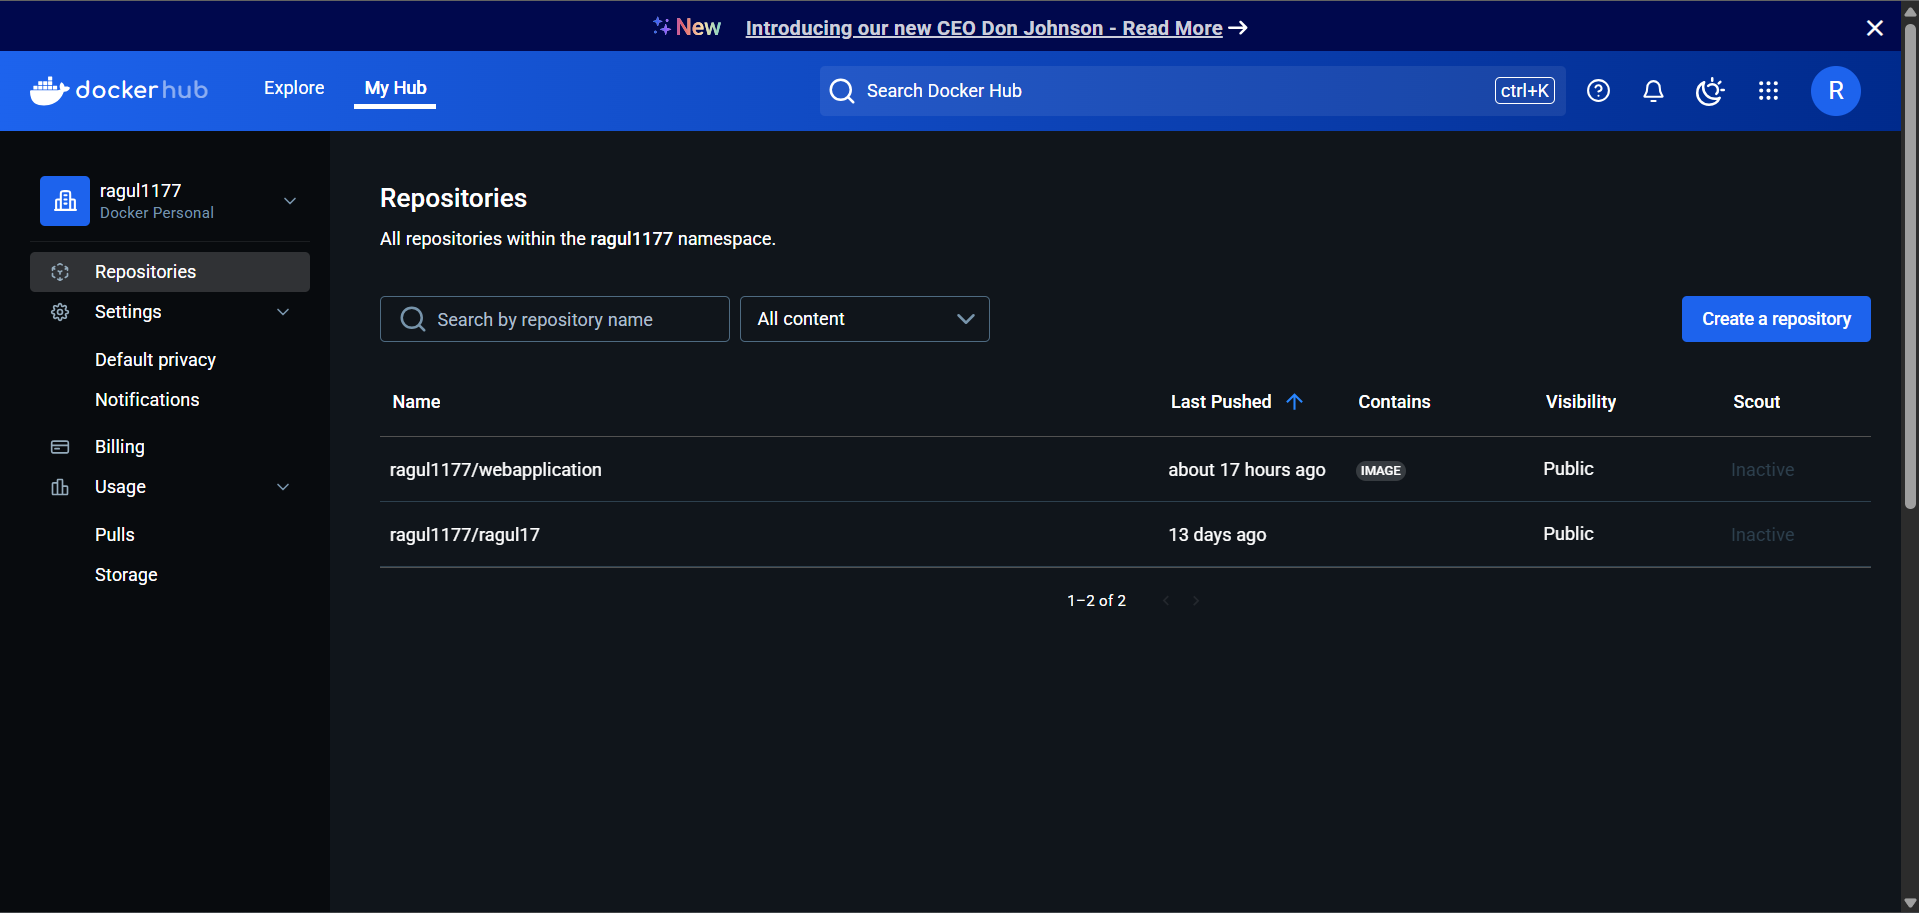 New Introducing our new CEO Don Johnson - Read More
docker hub Explore My Hub Search Docker Hub ctrl+K R
ragul1177
Docker Personal
Repositories
Settings
Default privacy
Notifications
Billing
Usage
Pulls
Storage
Repositories
All repositories within the ragul1177 namespace.
Search by repository name All content Create a repository
Name Last Pushed Contains Visibility Scout
ragul1177/webapplication about 17 hours ago IMAGE Public Inactive
ragul1177/ragul17 13 days ago Public Inactive
1–2 of 2